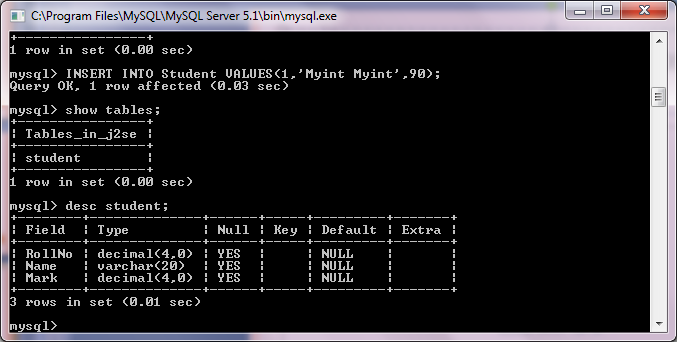 C:\Program Files\MySQL\MySQL Server 5.1\bin\mysql.exe
+----------------+
1 row in set (0.00 sec)
mysql> INSERT INTO Student VALUES(1,'Myint Myint',90);
Query OK, 1 row affected (0.03 sec)
mysql> show tables;
+----------------+
| Tables_in_j2se |
+----------------+
| student        |
+----------------+
1 row in set (0.00 sec)
mysql> desc student;
+--------+--------------+------+-----+---------+-------+
| Field  | Type         | Null | Key | Default | Extra |
+--------+--------------+------+-----+---------+-------+
| RollNo | decimal(4,0) | YES  |     | NULL    |       |
| Name   | varchar(20)  | YES  |     | NULL    |       |
| Mark   | decimal(4,0) | YES  |     | NULL    |       |
+--------+--------------+------+-----+---------+-------+
3 rows in set (0.01 sec)
mysql>